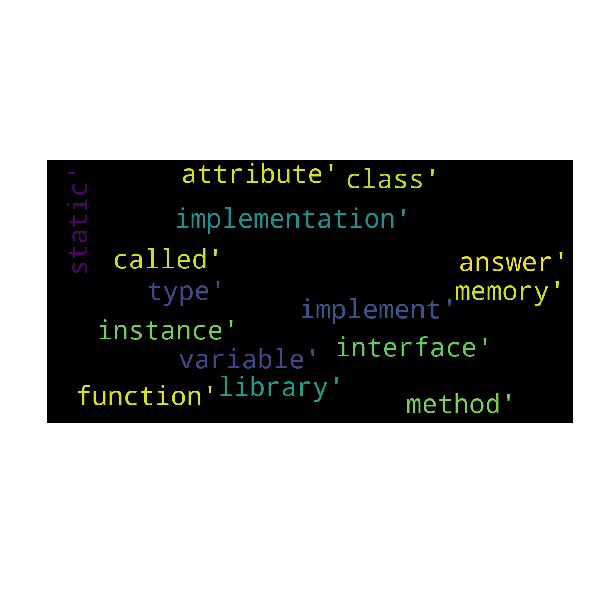 static'
attribute'
class'
implementation'
called'
answer'
type'
memory'
implement'
instance'
interface'
variable'
library'
function'
method'